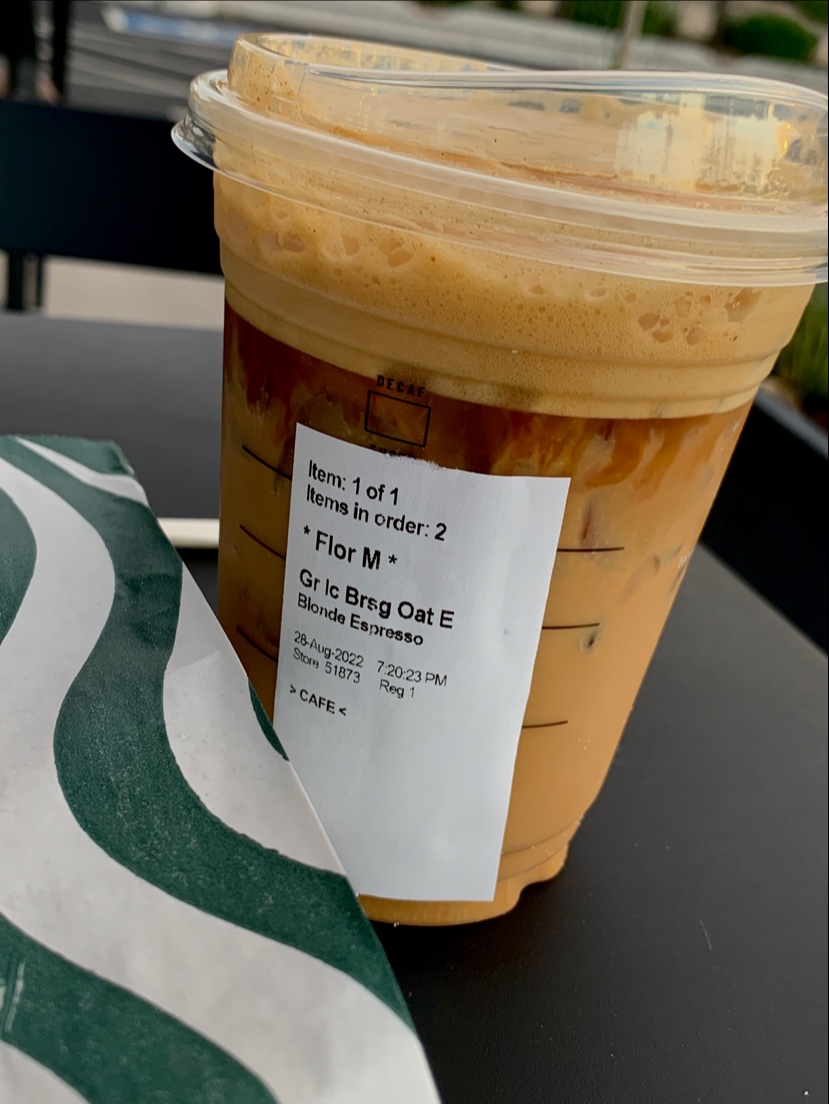 DECAF
Item: 1 of 1
Items in order: 2
* Flor M *
Gr Ic Brsg Oat E
Blonde Espresso
28-Aug-2022 7:20:23 PM
Store 51873 Reg 1
> CAFE <